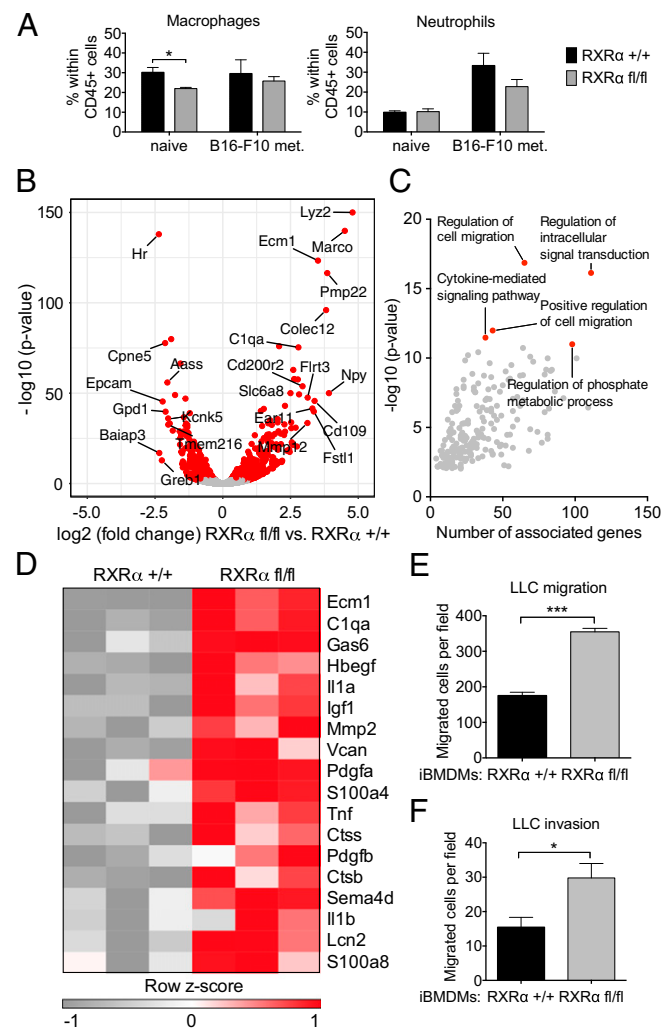 A
Macrophages
Neutrophils
% within
CD45+ cells
50
40
30
20
10
0
*
naive
B16-F10 met.
% within
CD45+ cells
50
40
30
20
10
0
naive
B16-F10 met.
RXRα +/+
RXRα fl/fl
B
- log10 (p-value)
150
100
50
0
Lyz2
Hr
Ecm1
Marco
Pmp22
Colec12
C1qa
Cpne5
Aass
Cd200r2
Flrt3
Npy
Epcam
Slc6a8
Gpd1
Kcnk5
Ear11
Cd109
Baiap3
Tmem216
Mmp12
Fstl1
Greb1
-5.0
-2.5
0
2.5
5.0
log2 (fold change) RXRα fl/fl vs. RXRα +/+
C
-log10 (p-value)
20
15
10
5
0
Regulation of
cell migration
Regulation of
intracellular
signal transduction
Cytokine-mediated
signaling pathway
Positive regulation
of cell migration
Regulation of phosphate
metabolic process
0
50
100
150
Number of associated genes
D
RXRα +/+
RXRα fl/fl
Ecm1
C1qa
Gas6
Hbegf
Il1a
Igf1
Mmp2
Vcan
Pdgfa
S100a4
Tnf
Ctss
Pdgfb
Ctsb
Sema4d
Il1b
Lcn2
S100a8
Row z-score
-1
0
1
E
LLC migration
Migrated cells per field
400
300
200
100
0
***
iBMDMs: RXRα +/+ RXRα fl/fl
F
LLC invasion
Migrated cells per field
40
30
20
10
0
*
iBMDMs: RXRα +/+ RXRα fl/fl